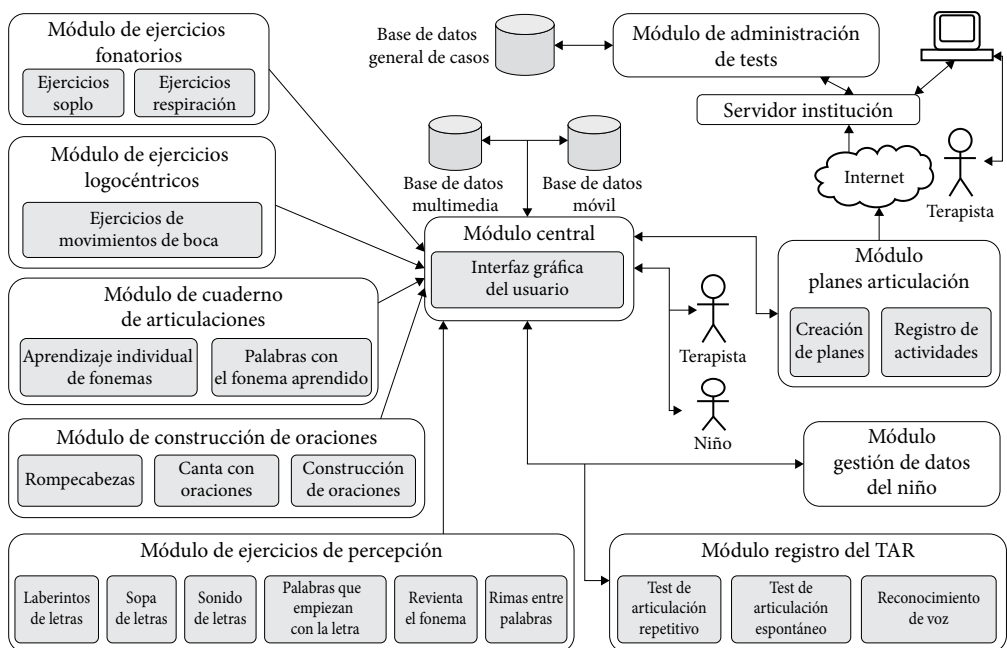 Módulo de ejercicios
fonatorios
Ejercicios
soplo
Ejercicios
respiración
Módulo de ejercicios
logocéntricos
Ejercicios de
movimientos de boca
Módulo de cuaderno
de articulaciones
Aprendizaje individual
de fonemas
Palabras con
el fonema aprendido
Módulo de construcción de oraciones
Rompecabezas
Canta con
oraciones
Construcción
de oraciones
Módulo de ejercicios de percepción
Laberintos
de letras
Sopa
de letras
Sonido
de letras
Palabras que
empiezan
con la letra
Revienta
el fonema
Rimas entre
palabras
Base de datos
general de casos
Módulo de administración
de tests
Servidor institución
Internet
Terapista
Base de datos
multimedia
Base de datos
móvil
Módulo central
Interfaz gráfica
del usuario
Terapista
Niño
Módulo
planes articulación
Creación
de planes
Registro de
actividades
Módulo
gestión de datos
del niño
Módulo registro del TAR
Test de
articulación
repetitivo
Test de
articulación
espontáneo
Reconocimiento
de voz